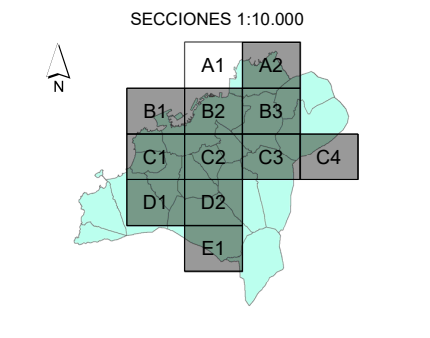 SECCIONES 1:10.000
A1 A2
N
B1 B2 B3
C1 C2 C3 C4
D1 D2
E1